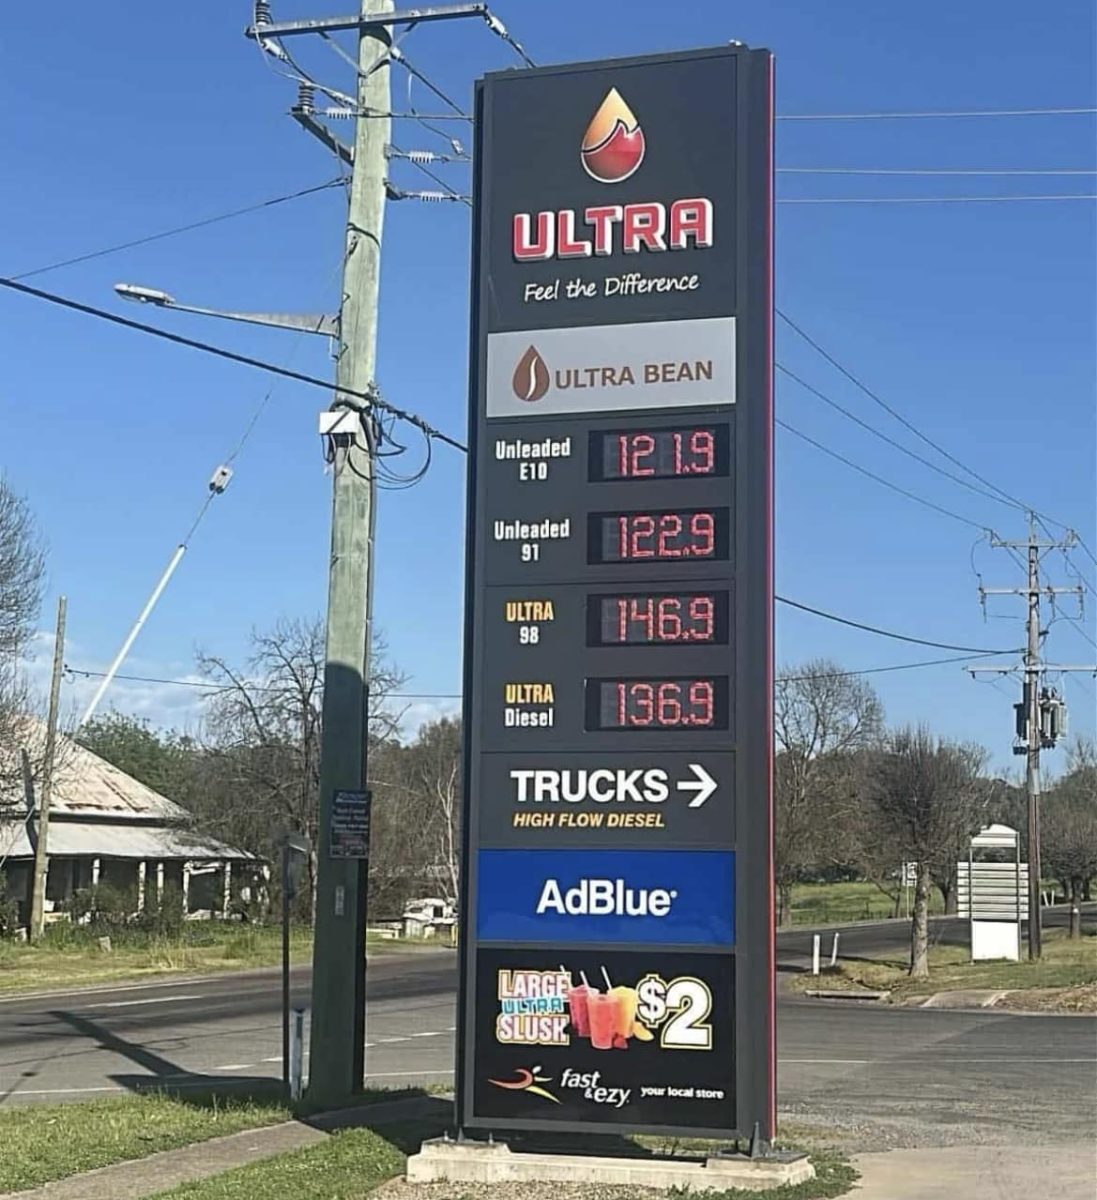 ULTRA
Feel the Difference
ULTRA BEAN
Unleaded
E10
121.9
Unleaded
91
122.9
ULTRA
98
146.9
ULTRA
Diesel
136.9
TRUCKS→
HIGH FLOW DIESEL
AdBlue
LARGE
ULTRA
SLUSH
$2
fast
&ezy
your local store